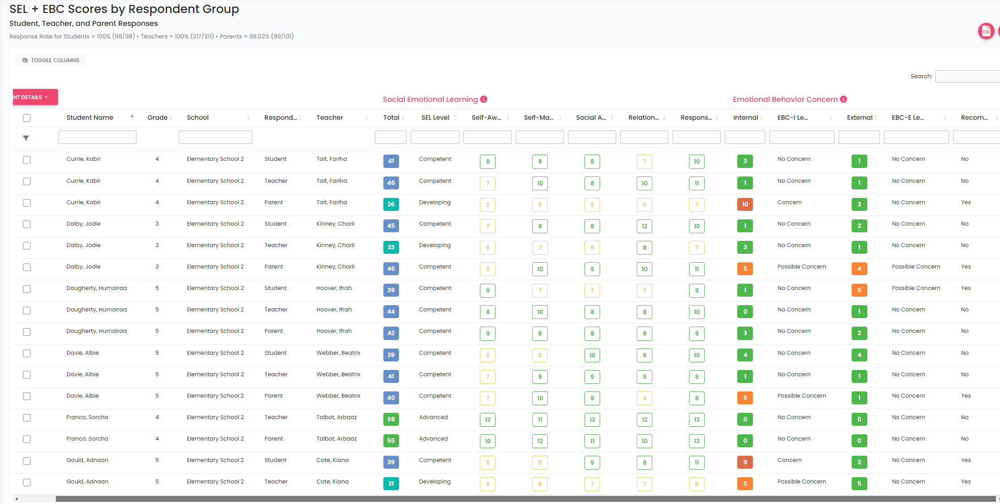 SEL + EBC Scores by Respondent Group
Student, Teacher, and Parent Responses
Response Rate for Students = 100% (98/98) • Teachers = 100% (217/101) • Parents = 98.02% (99/101)
CSV
TOGGLE COLUMNS
Search:
NT DETAILS
Social Emotional Learning
Emotional Behavior Concern
Student Name Grade School Respond... Teacher Total SEL Level Self-Aw... Self-Ma... Social A... Relation... Respons... Internal EBC-I Le... External EBC-E Le... Recom...
Currie, Kabir 4 Elementary School 2 Student Tait, Fariha 41 Competent 8 8 8 7 10 3 No Concern 1 No Concern No
Currie, Kabir 4 Elementary School 2 Teacher Tait, Fariha 46 Competent 7 10 8 10 11 1 No Concern 1 No Concern No
Currie, Kabir 4 Elementary School 2 Parent Tait, Fariha 26 Developing 2 5 6 6 7 10 Concern 3 No Concern Yes
Dalby, Jodie 3 Elementary School 2 Student Kinney, Charli 45 Competent 7 8 8 12 10 1 No Concern 2 No Concern No
Dalby, Jodie 3 Elementary School 2 Teacher Kinney, Charli 33 Developing 6 7 5 8 7 3 No Concern 1 No Concern No
Dalby, Jodie 3 Elementary School 2 Parent Kinney, Charli 46 Competent 6 10 9 10 11 5 Possible Concern 4 Possible Concern Yes
Daugherty, Humairaa 5 Elementary School 2 Student Hoover, Ifrah 39 Competent 9 7 7 7 9 1 No Concern 5 Possible Concern Yes
Daugherty, Humairaa 5 Elementary School 2 Teacher Hoover, Ifrah 44 Competent 8 10 8 8 10 0 No Concern 1 No Concern No
Daugherty, Humairaa 5 Elementary School 2 Parent Hoover, Ifrah 42 Competent 9 8 8 8 9 3 No Concern 2 No Concern No
Davie, Albie 5 Elementary School 2 Student Webber, Beatrix 39 Competent 5 5 10 9 10 4 No Concern 4 No Concern No
Davie, Albie 5 Elementary School 2 Teacher Webber, Beatrix 41 Competent 7 8 9 9 8 1 No Concern 1 No Concern No
Davie, Albie 5 Elementary School 2 Parent Webber, Beatrix 40 Competent 7 10 9 6 8 5 Possible Concern 1 No Concern Yes
Franco, Sorcha 4 Elementary School 2 Teacher Talbot, Arbaaz 59 Advanced 12 11 12 12 12 0 No Concern 0 No Concern No
Franco, Sorcha 4 Elementary School 2 Parent Talbot, Arbaaz 55 Advanced 10 12 11 10 12 0 No Concern 0 No Concern No
Gould, Adnaan 5 Elementary School 2 Student Cote, Kiana 39 Competent 6 5 9 8 11 9 Concern 2 No Concern Yes
Gould, Adnaan 5 Elementary School 2 Teacher Cote, Kiana 31 Developing 6 6 7 7 5 5 Possible Concern 5 No Concern Yes